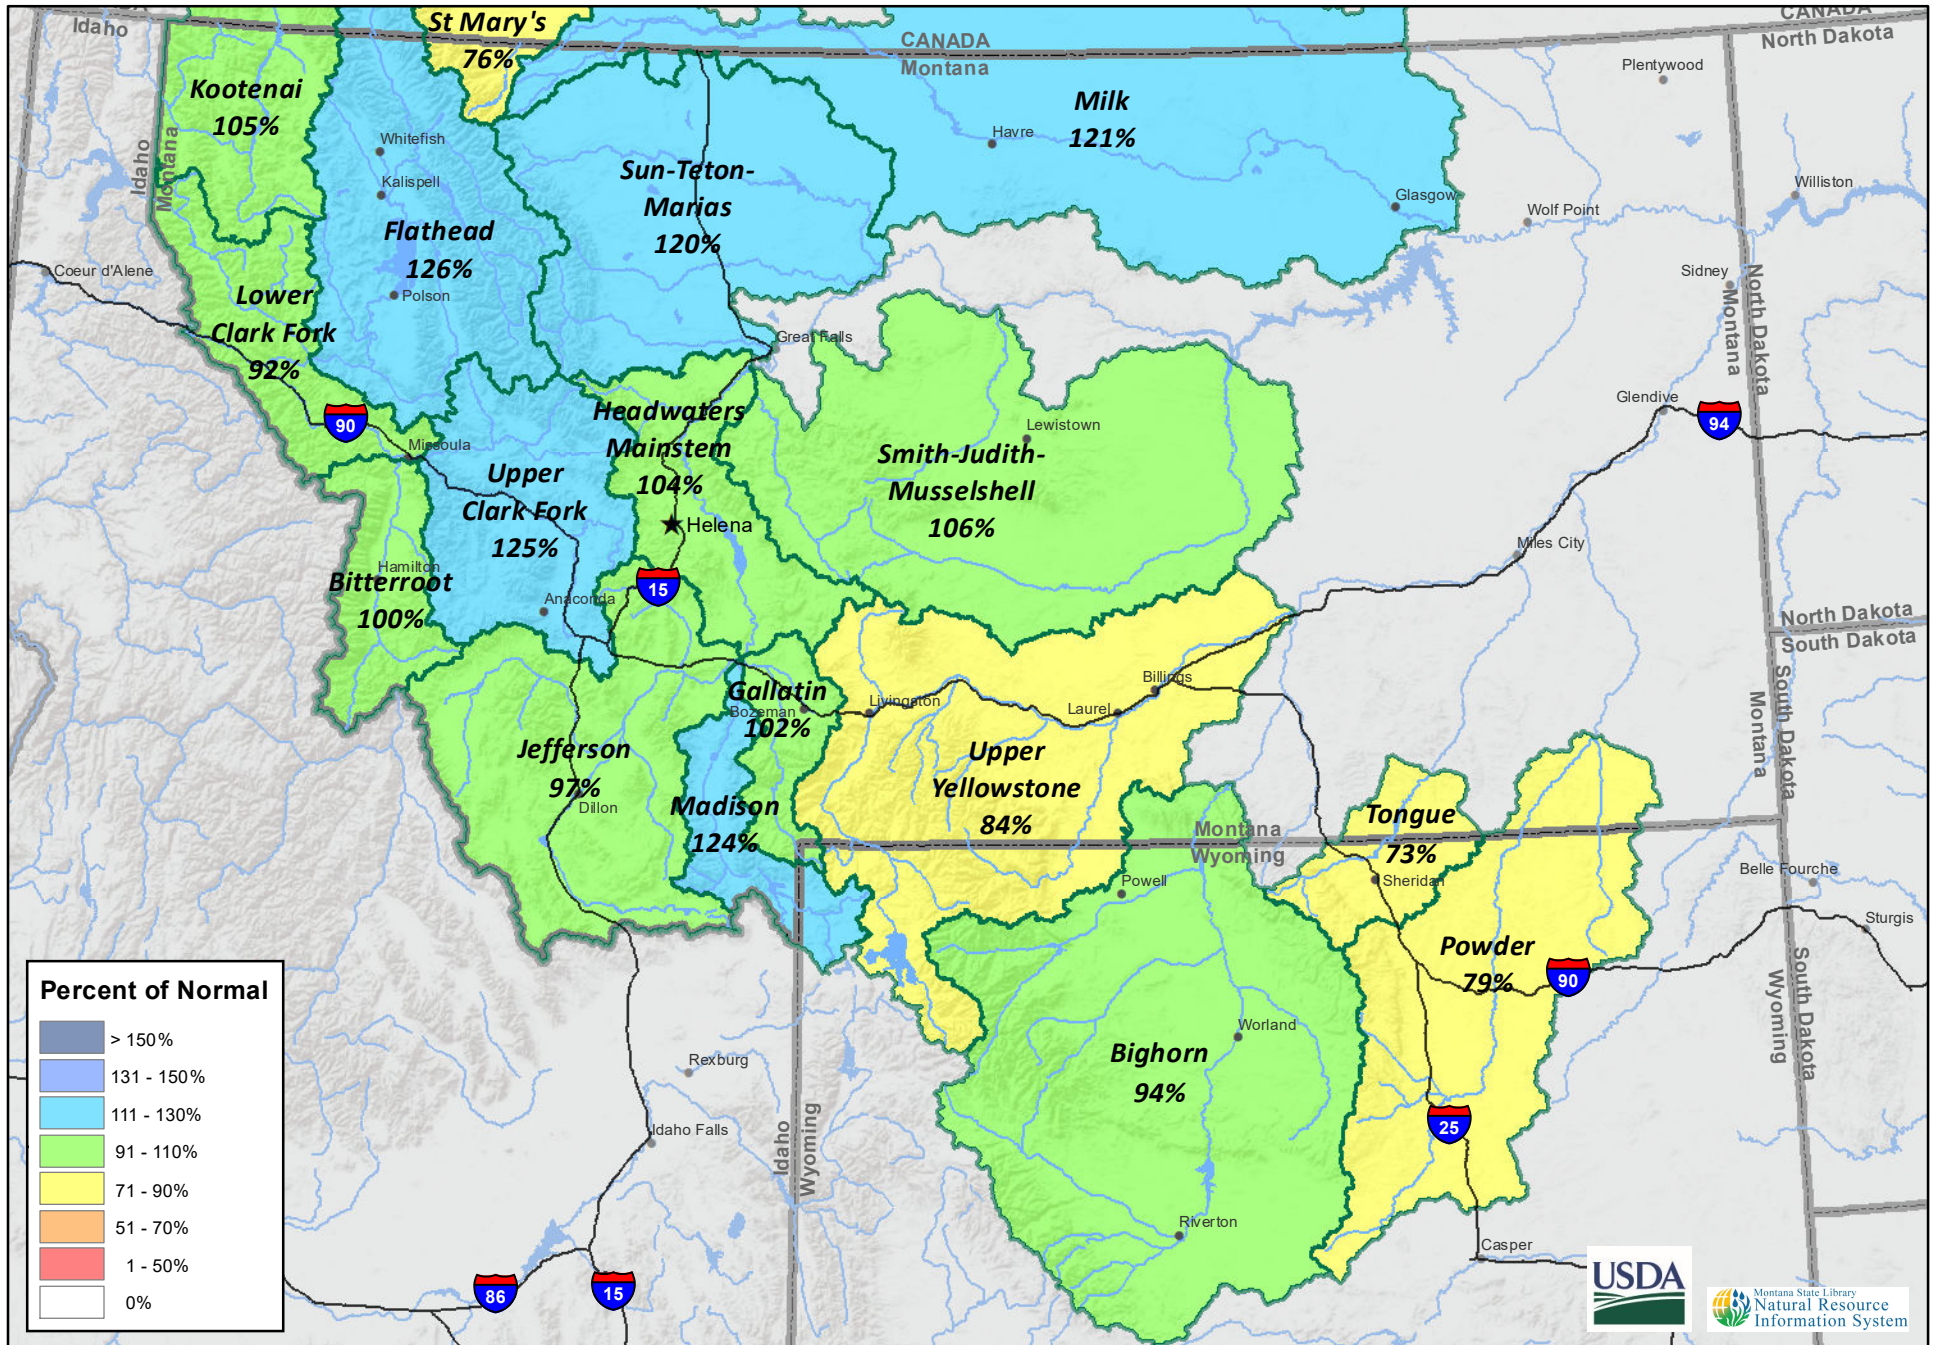 Idaho
CANADA
Montana
CANADA
North Dakota
St Mary's
76%
Kootenai
105%
Idaho
Montana
Whitefish
Kalispell
Flathead
126%
Polson
Sun-Teton-
Marias
120%
Milk
121%
Havre
Glasgow
Plentywood
Wolf Point
Williston
Sidney
North Dakota
Montana
Coeur d'Alene
Lower
Clark Fork
92%
90
Missoula
Great Falls
Headwaters
Mainstem
104%
Helena
Lewistown
Smith-Judith-
Musselshell
106%
Glendive
94
Miles City
Upper
Clark Fork
125%
Hamilton
Bitterroot
100%
Anaconda
15
North Dakota
South Dakota
South Dakota
Montana
Gallatin
Bozeman
102%
Livingston
Billings
Laurel
Upper
Yellowstone
84%
Jefferson
97%
Dillon
Madison
124%
Montana
Wyoming
Tongue
73%
Sheridan
Powell
Belle Fourche
Sturgis
Powder
79%
90
South Dakota
Wyoming
Bighorn
94%
Worland
Riverton
25
Casper
Rexburg
Idaho Falls
Idaho
Wyoming
86
15
Percent of Normal
> 150%
131 - 150%
111 - 130%
91 - 110%
71 - 90%
51 - 70%
1 - 50%
0%
USDA
Montana State Library
Natural Resource
Information System